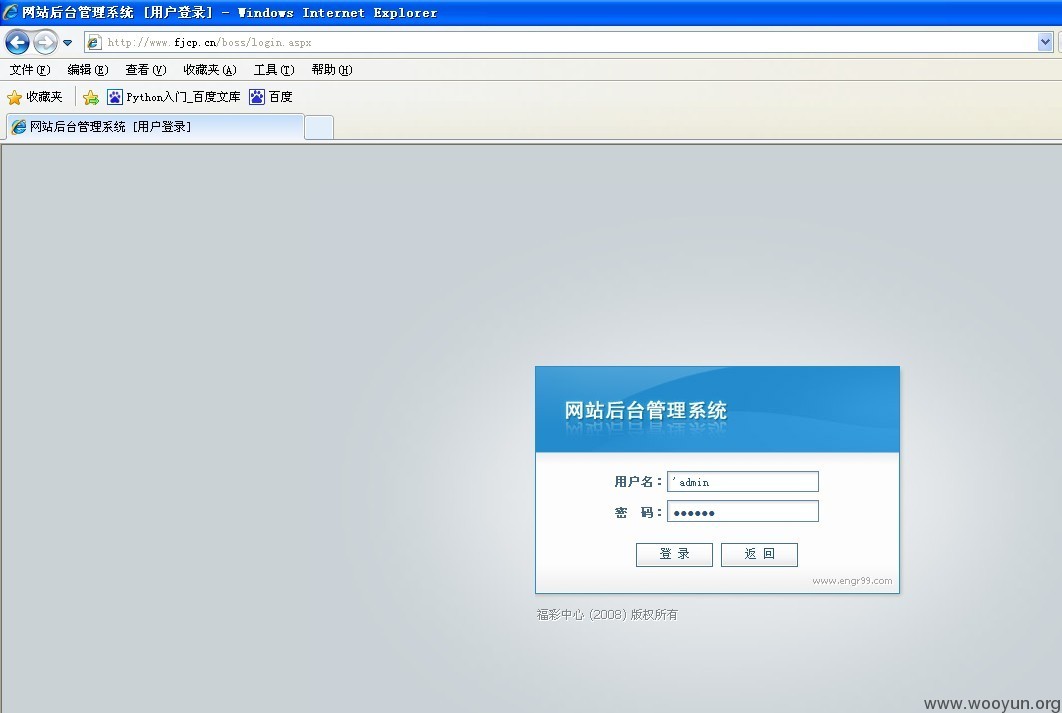 网站后台管理系统 [用户登录] - Windows Internet Explorer
http://www.fjcp.cn/boss/login.aspx
文件(F) 编辑(E) 查看(V) 收藏夹(A) 工具(T) 帮助(H)
收藏夹 Python入门_百度文库 百度
网站后台管理系统 [用户登录]
网站后台管理系统
用户名： 'admin
密 码： ●●●●●●
登 录 返 回
www.engr99.com
福彩中心 (2008) 版权所有
www.wooyun.org